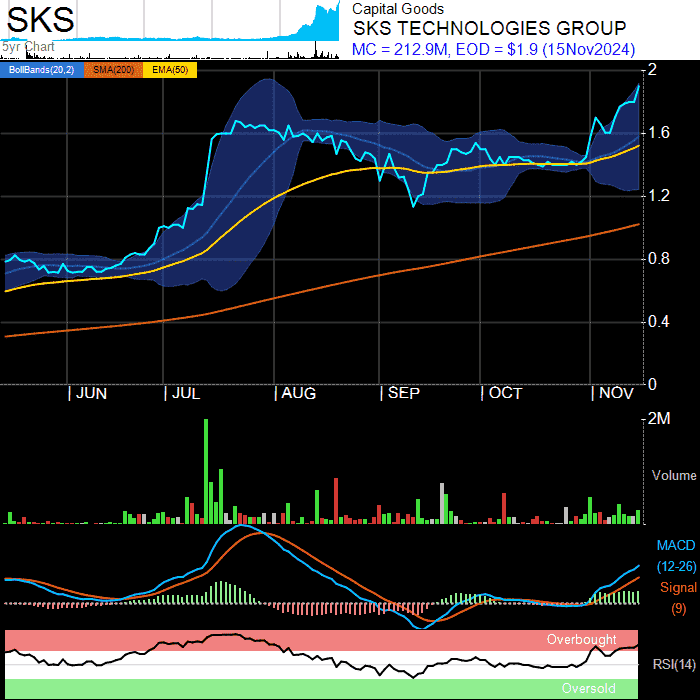 SKS
5yr Chart
Capital Goods
SKS TECHNOLOGIES GROUP
MC = 212.9M, EOD = $1.9 (15Nov2024)
BollBands(20,2) SMA(200) EMA(50)
2
1.6
1.2
0.8
0.4
0
| JUN | JUL | AUG | SEP | OCT | NOV
2M
Volume
MACD
(12-26)
Signal
(9)
Overbought
RSI(14)
Oversold